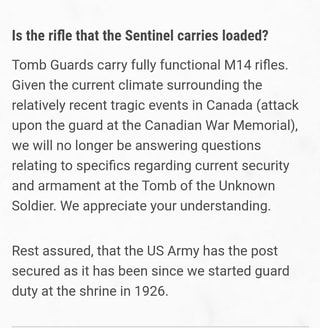 Is the rifle that the Sentinel carries loaded?
Tomb Guards carry fully functional M14 rifles.
Given the current climate surrounding the
relatively recent tragic events in Canada (attack
upon the guard at the Canadian War Memorial),
we will no longer be answering questions
relating to specifics regarding current security
and armament at the Tomb of the Unknown
Soldier. We appreciate your understanding.
Rest assured, that the US Army has the post
secured as it has been since we started guard
duty at the shrine in 1926.